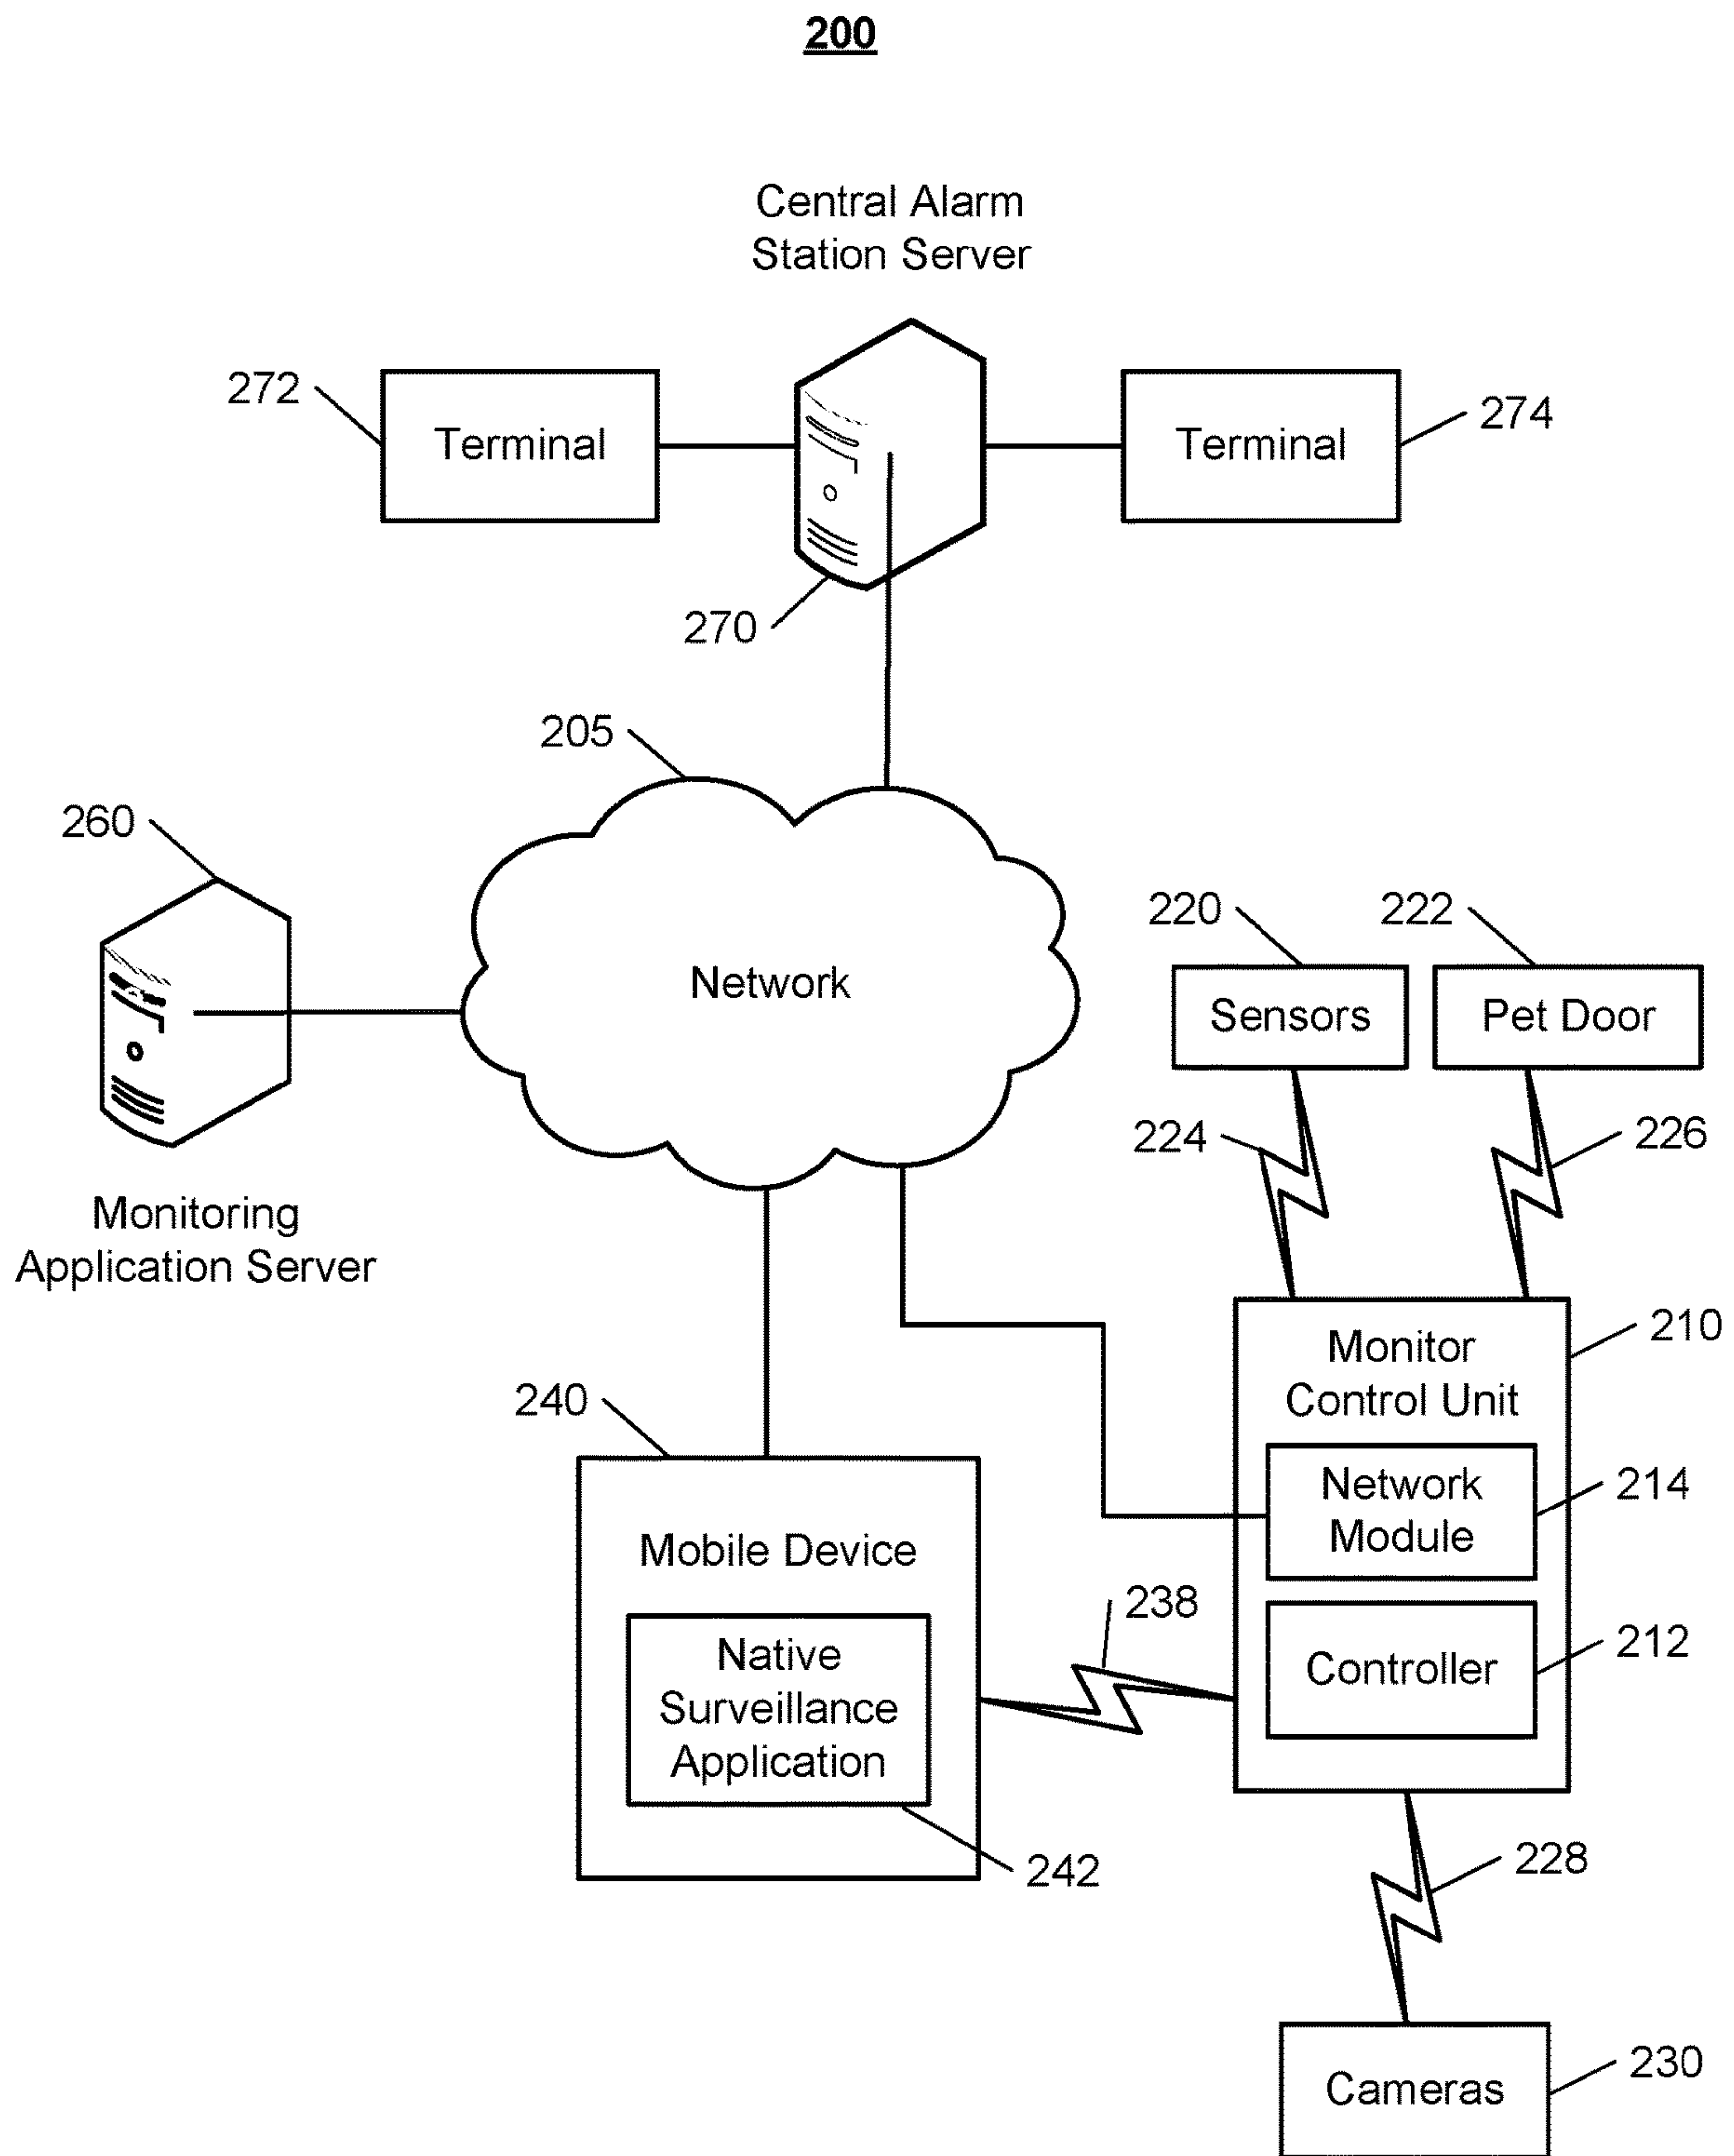 200
Central Alarm
Station Server
272
Terminal
Terminal
274
270
205
260
Network
220
222
Sensors
Pet Door
224
226
Monitoring
Application Server
210
Monitor
Control Unit
240
Network
Module
214
Mobile Device
238
Controller
212
Native
Surveillance
Application
242
228
Cameras
230